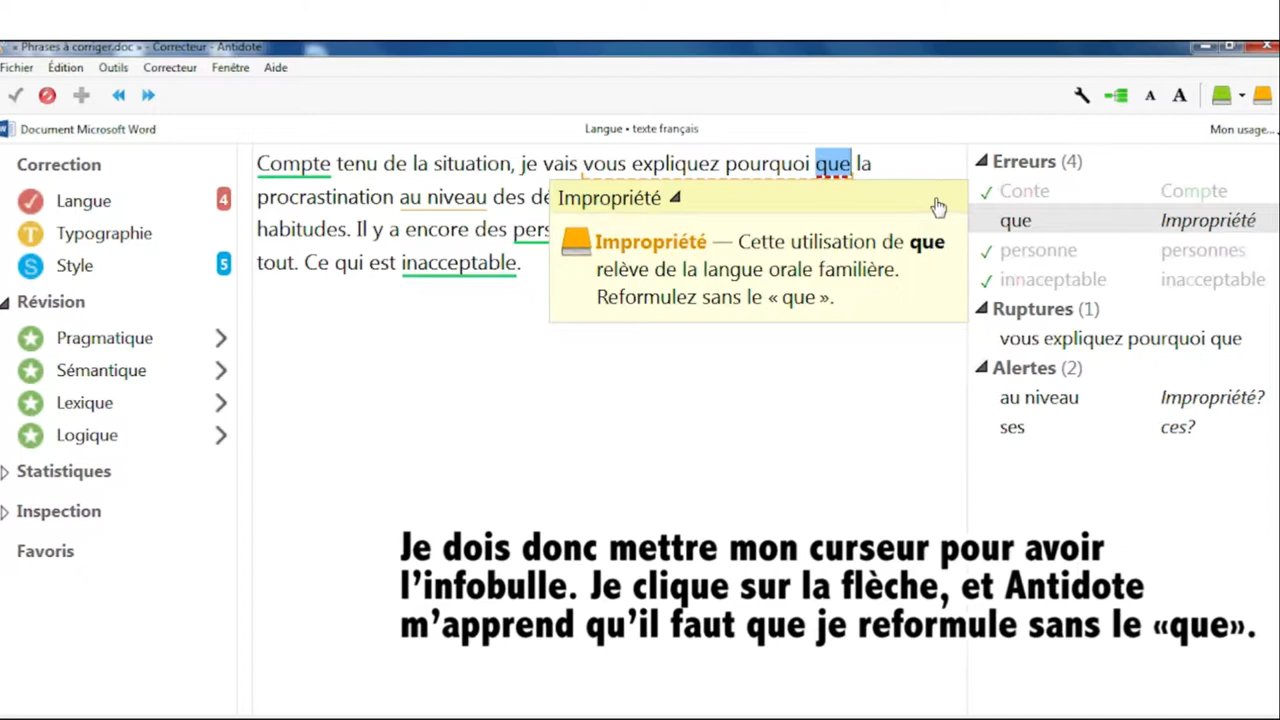 « Phrases à corriger.doc » - Correcteur - Antidote
Fichier Édition Outils Correcteur Fenêtre Aide
A A
Document Microsoft Word
Langue • texte français
Mon usage...
Correction
Langue 4
T Typographie
S Style 5
Révision
Pragmatique
Sémantique
Lexique
Logique
Statistiques
Inspection
Favoris
Compte tenu de la situation, je vais vous expliquez pourquoi que la
procrastination au niveau des dé
habitudes. Il y a encore des pers
tout. Ce qui est inacceptable.
Impropriété
Impropriété — Cette utilisation de que
relève de la langue orale familière.
Reformulez sans le « que ».
Erreurs (4)
Conte Compte
que Impropriété
personne personnes
innaceptable inacceptable
Ruptures (1)
vous expliquez pourquoi que
Alertes (2)
au niveau Impropriété?
ses ces?
Je dois donc mettre mon curseur pour avoir
l'infobulle. Je clique sur la flèche, et Antidote
m'apprend qu'il faut que je reformule sans le «que».